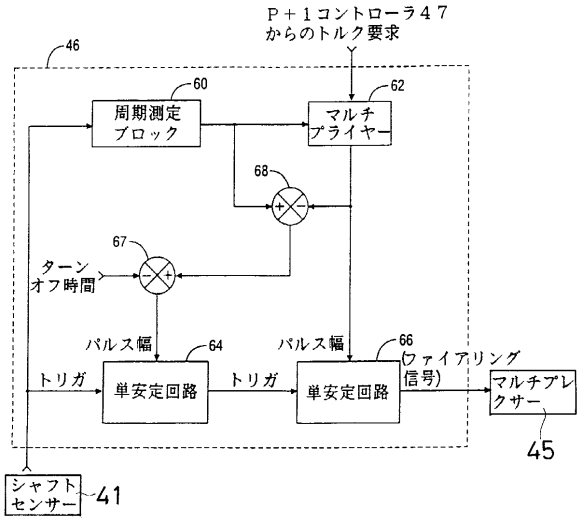 P+1コントローラ47
からのトルク要求
46
60
62
周期測定
ブロック
マルチ
プライヤー
68
+
−
67
ターン
オフ時間
−
+
パルス幅
64
パルス幅
66
(ファイアリング
信号)
トリガ
単安定回路
トリガ
単安定回路
マルチプレ
クサー
45
シャフト
センサー
41